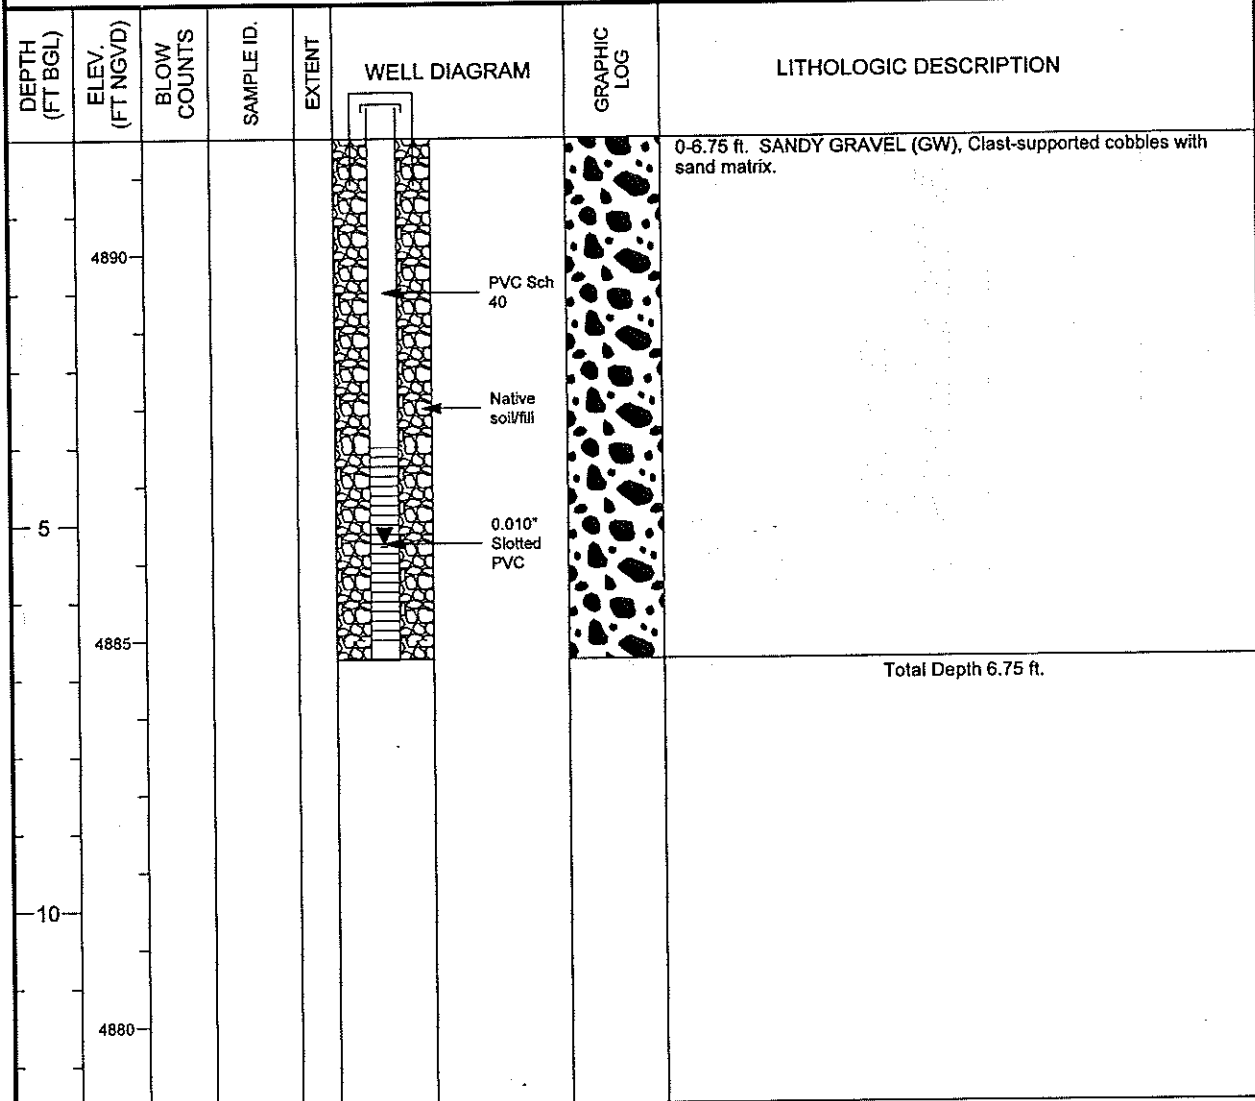 DEPTH
(FT BGL)
ELEV.
(FT NGVD)
BLOW
COUNTS
SAMPLE ID.
EXTENT
WELL DIAGRAM
GRAPHIC
LOG
LITHOLOGIC DESCRIPTION
0-6.75 ft. SANDY GRAVEL (GW), Clast-supported cobbles with
sand matrix.
4890
PVC Sch
40
Native
soil/fill
5
0.010"
Slotted
PVC
4885
Total Depth 6.75 ft.
10
4880